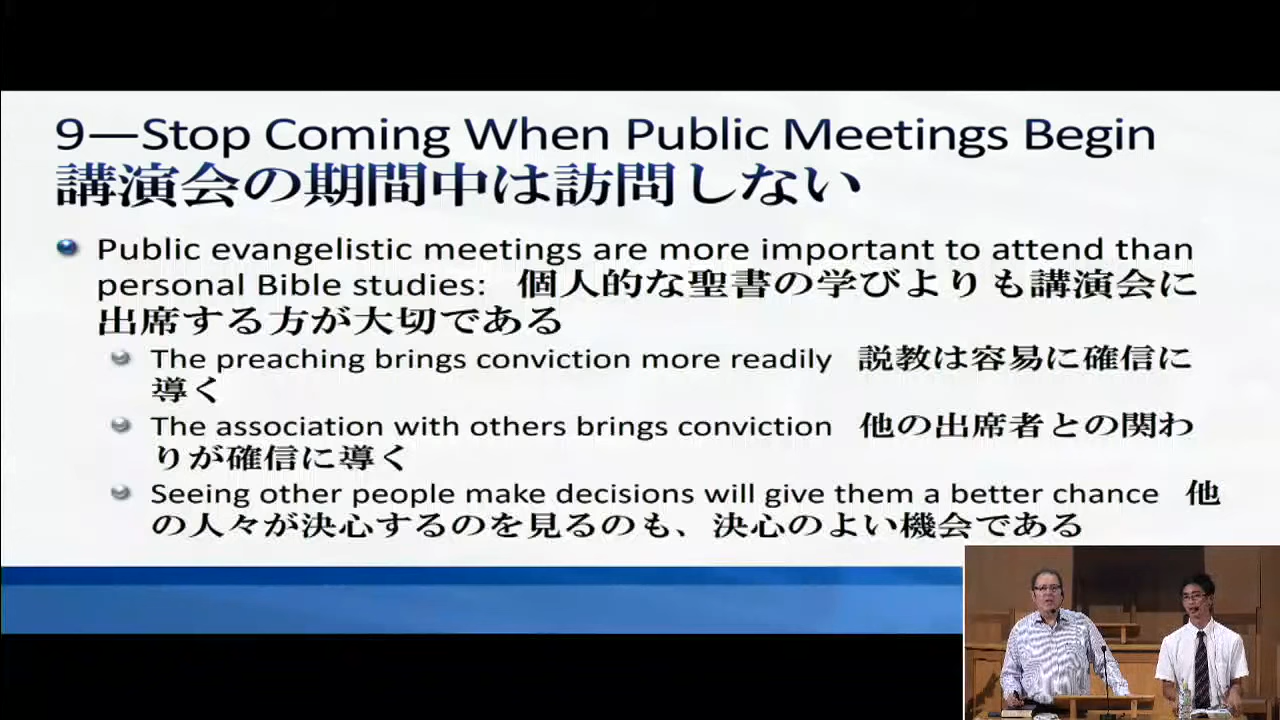 9—Stop Coming When Public Meetings Begin
講演会の期間中は訪問しない
Public evangelistic meetings are more important to attend than
personal Bible studies: 個人的な聖書の学びよりも講演会に
出席する方が大切である
The preaching brings conviction more readily 説教は容易に確信に
導く
The association with others brings conviction 他の出席者との関わ
りが確信に導く
Seeing other people make decisions will give them a better chance 他
の人々が決心するのを見るのも、決心のよい機会である